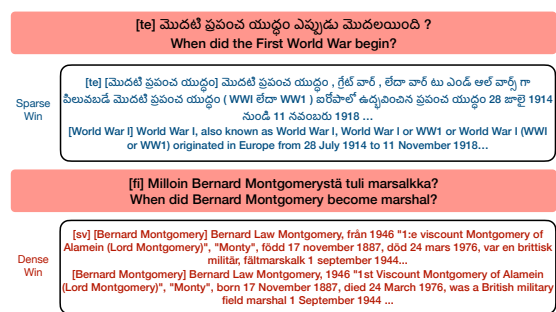 [te] మొదటి ప్రపంచ యుద్ధం ఎప్పుడు మొదలయింది ?
When did the First World War begin?
Sparse
Win
[te] [మొదటి ప్రపంచ యుద్ధం] మొదటి ప్రపంచ యుద్ధం , గ్రేట్ వార్ , లేదా వార్ టు ఎండ్ ఆల్ వార్స్ గా
పిలువబడే మొదటి ప్రపంచ యుద్ధం ( WWI లేదా WW1 ) ఐరోపాలో ఉద్భవించిన ప్రపంచ యుద్ధం 28 జూలై 1914
నుండి 11 నవంబరు 1918 ...
[World War I] World War I, also known as World War I, World War I or WW1 or World War I (WWI
or WW1) originated in Europe from 28 July 1914 to 11 November 1918...
[fi] Milloin Bernard Montgomerystä tuli marsalkka?
When did Bernard Montgomery become marshal?
Dense
Win
[sv] [Bernard Montgomery] Bernard Law Montgomery, från 1946 "1:e viscount Montgomery of
Alamein (Lord Montgomery)", "Monty", född 17 november 1887, död 24 mars 1976, var en brittisk
militär, fältmarskalk 1 september 1944...
[Bernard Montgomery] Bernard Law Montgomery, 1946 "1st Viscount Montgomery of Alamein
(Lord Montgomery)", "Monty", born 17 November 1887, died 24 March 1976, was a British military
field marshal 1 September 1944 ...